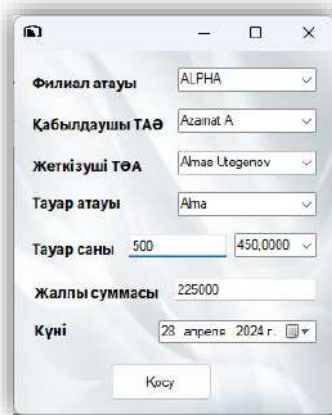 Филиал атауы ALPHA
Қабылдаушы ТАӘ Azamat A
Жеткізуші ТӘА Almas Utegenov
Тауар атауы Alma
Тауар саны 500 450,0000
Жалпы суммасы 225000
Күні 28 апреля 2024 г.
Қосу